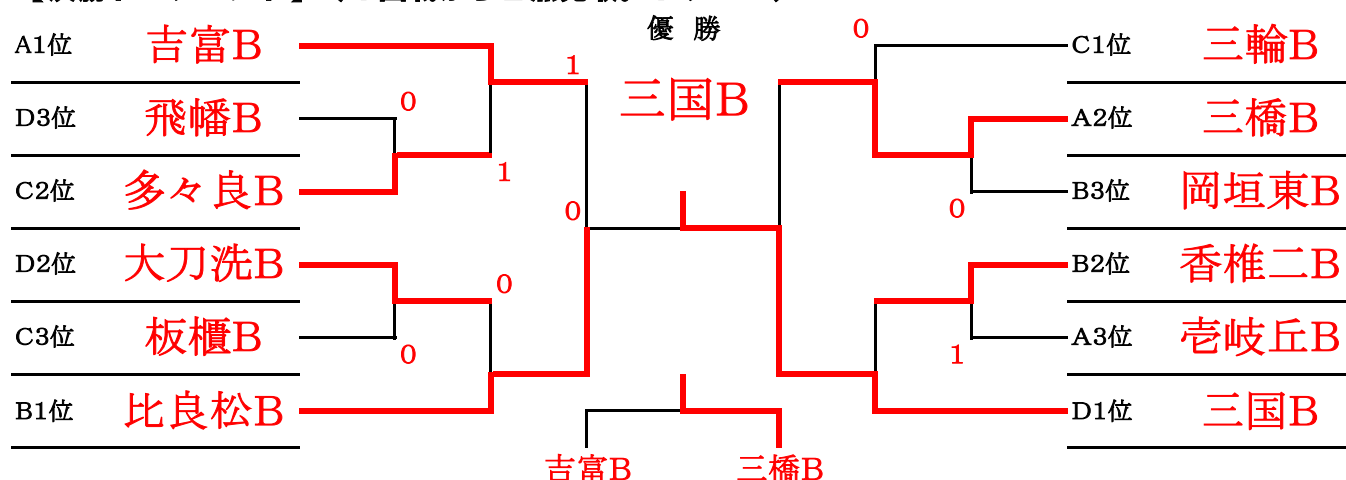 優 勝
三国B
A1位 吉富B
D3位 飛幡B
C2位 多々良B
D2位 大刀洗B
C3位 板櫃B
B1位 比良松B
0
1
1
0
0
0
0
0
1
C1位 三輪B
A2位 三橋B
B3位 岡垣東B
B2位 香椎二B
A3位 壱岐丘B
D1位 三国B
吉富B 三橋B